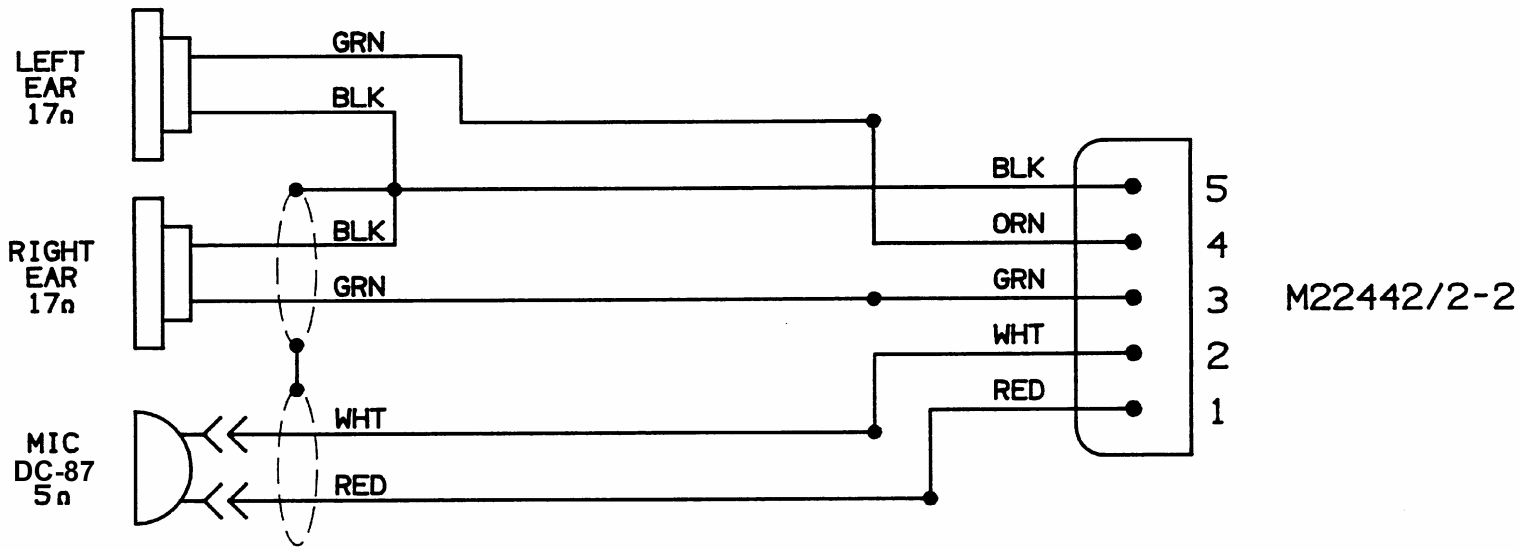 LEFT
EAR
17Ω
GRN
BLK
RIGHT
EAR
17Ω
BLK
GRN
MIC
DC-87
5Ω
WHT
RED
BLK
ORN
GRN
WHT
RED
5
4
3
2
1
M22442/2-2